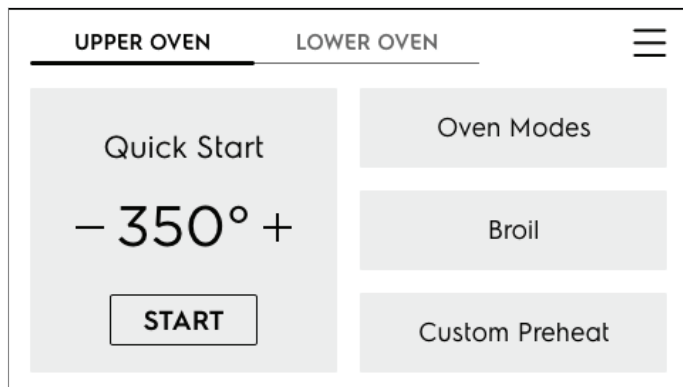 UPPER OVEN LOWER OVEN
Quick Start
− 350° +
START
Oven Modes
Broil
Custom Preheat